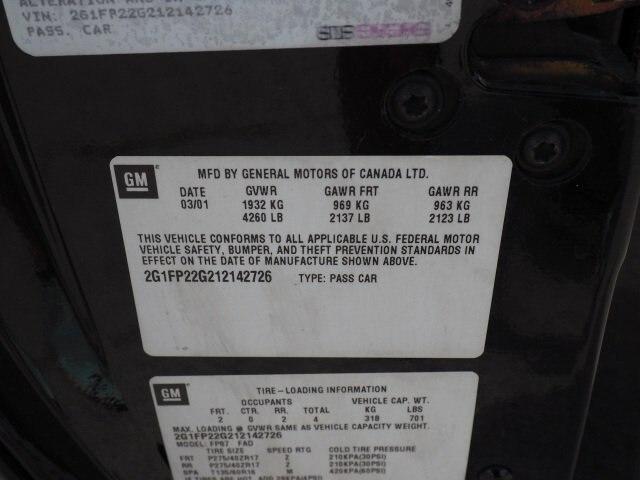 VIN: 2G1FP22G212142726
PASS. CAR
GM
MFD BY GENERAL MOTORS OF CANADA LTD.
DATE GVWR GAWR FRT GAWR RR
03/01 1932 KG 969 KG 963 KG
4260 LB 2137 LB 2123 LB
THIS VEHICLE CONFORMS TO ALL APPLICABLE U.S. FEDERAL MOTOR
VEHICLE SAFETY, BUMPER, AND THEFT PREVENTION STANDARDS IN
EFFECT ON THE DATE OF MANUFACTURE SHOWN ABOVE.
2G1FP22G212142726 TYPE: PASS CAR
GM
TIRE-LOADING INFORMATION
OCCUPANTS VEHICLE CAP. WT.
FRT. CTR. RR. TOTAL KG LBS
2 0 2 4 318 701
MAX. LOADING @ GVWR SAME AS VEHICLE CAPACITY WEIGHT.
2G1FP22G212142726
MODEL: FP87 FAD
TIRE SIZE SPEED RTG COLD TIRE PRESSURE
FRT P275/40ZR17 Z 210KPA(30PSI)
RR P275/40ZR17 Z 210KPA(30PSI)
SPA T135/80R16 M 420KPA(60PSI)